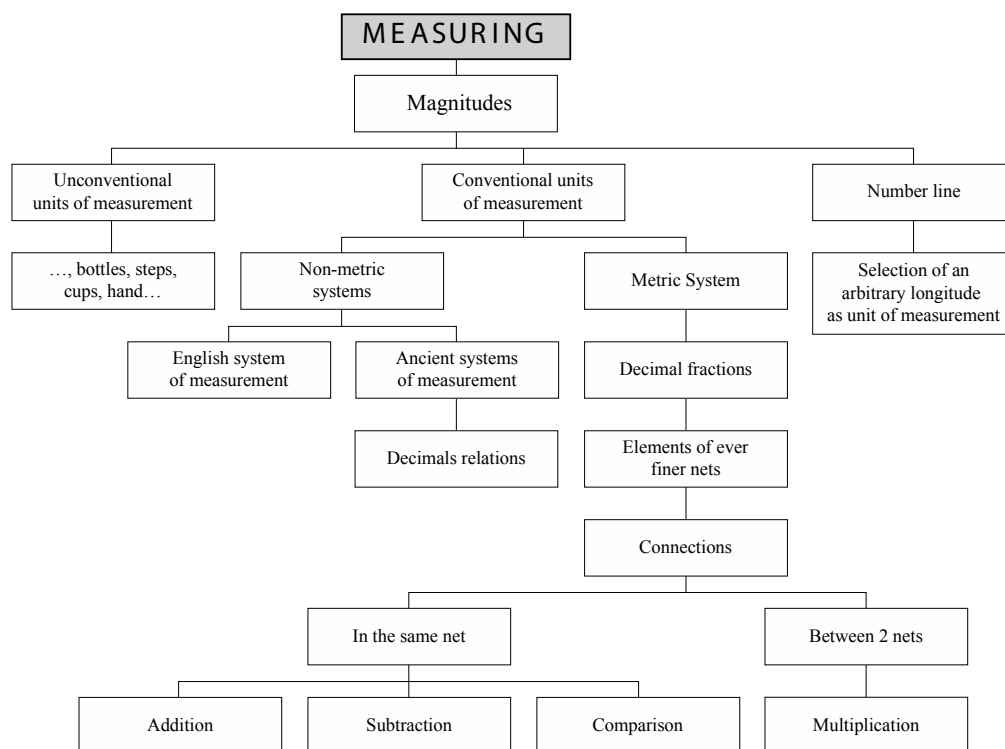 MEASURING
Magnitudes
Unconventional
units of measurement
Conventional units
of measurement
Number line
…, bottles, steps,
cups, hand…
Non-metric
systems
Metric System
Selection of an
arbitrary longitude
as unit of measurement
English system
of measurement
Ancient systems
of measurement
Decimal fractions
Decimals relations
Elements of ever
finer nets
Connections
In the same net
Between 2 nets
Addition
Subtraction
Comparison
Multiplication